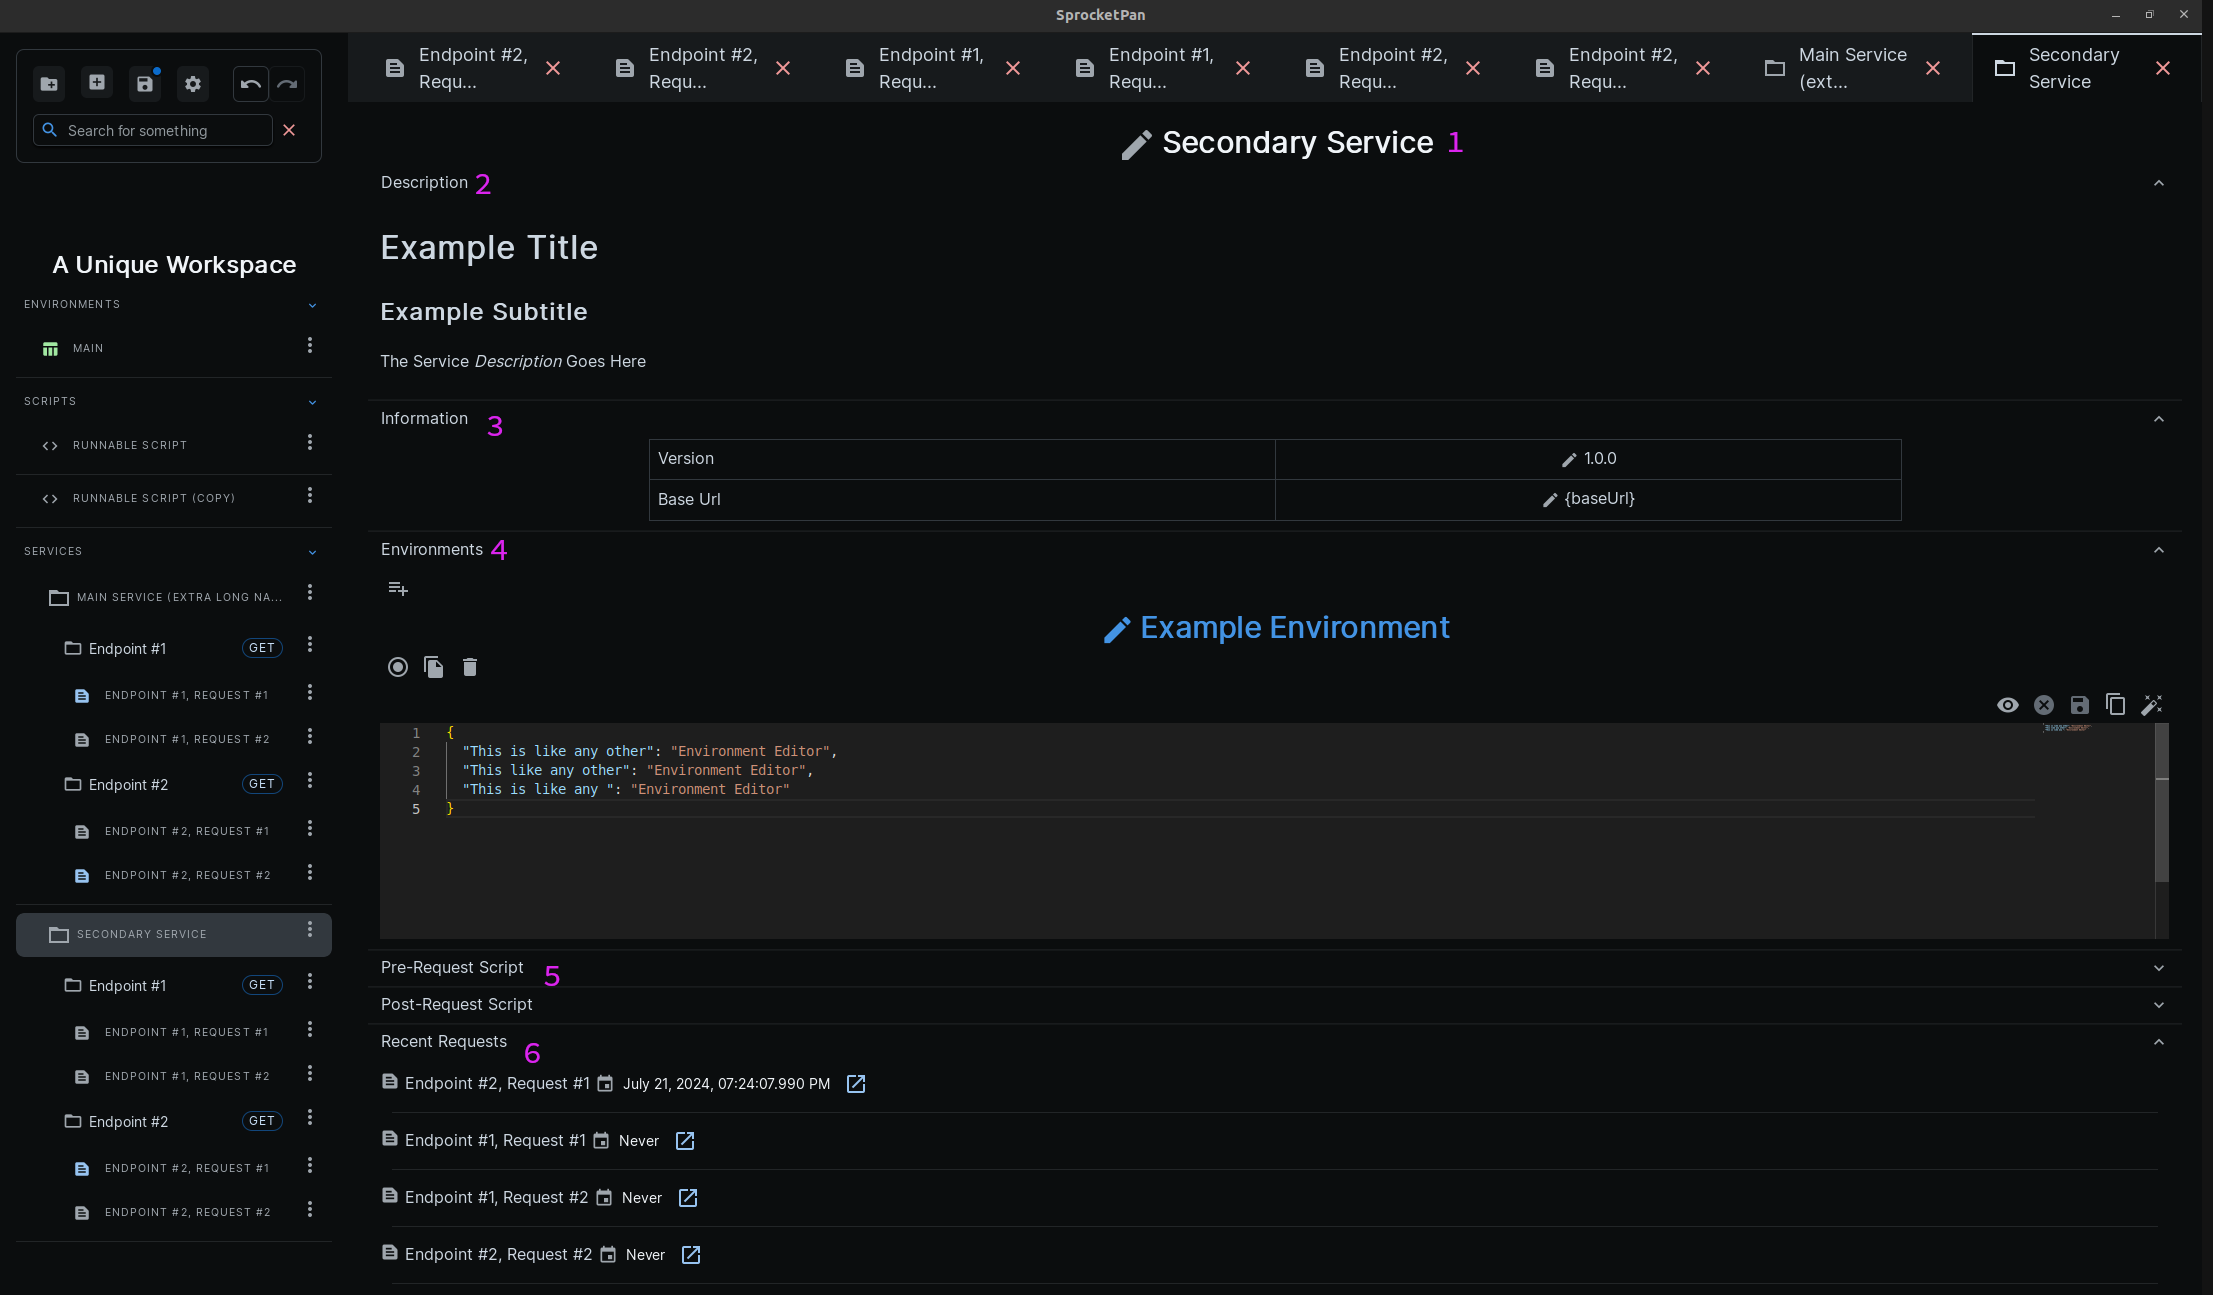 SprocketPan
Endpoint #2, Requ...
Endpoint #2, Requ...
Endpoint #1, Requ...
Endpoint #1, Requ...
Endpoint #2, Requ...
Endpoint #2, Requ...
Main Service (ext...
Secondary Service
Search for something
A Unique Workspace
ENVIRONMENTS
MAIN
SCRIPTS
RUNNABLE SCRIPT
RUNNABLE SCRIPT (COPY)
SERVICES
MAIN SERVICE (EXTRA LONG NA...
Endpoint #1 GET
ENDPOINT #1, REQUEST #1
ENDPOINT #1, REQUEST #2
Endpoint #2 GET
ENDPOINT #2, REQUEST #1
ENDPOINT #2, REQUEST #2
SECONDARY SERVICE
Endpoint #1 GET
ENDPOINT #1, REQUEST #1
ENDPOINT #1, REQUEST #2
Endpoint #2 GET
ENDPOINT #2, REQUEST #1
ENDPOINT #2, REQUEST #2
Secondary Service 1
Description 2
Example Title
Example Subtitle
The Service Description Goes Here
Information 3
Version 1.0.0
Base Url {baseUrl}
Environments 4
Example Environment
1 {
2 "This is like any other": "Environment Editor",
3 "This like any other": "Environment Editor",
4 "This is like any ": "Environment Editor"
5 }
Pre-Request Script 5
Post-Request Script
Recent Requests 6
Endpoint #2, Request #1 July 21, 2024, 07:24:07.990 PM
Endpoint #1, Request #1 Never
Endpoint #1, Request #2 Never
Endpoint #2, Request #2 Never